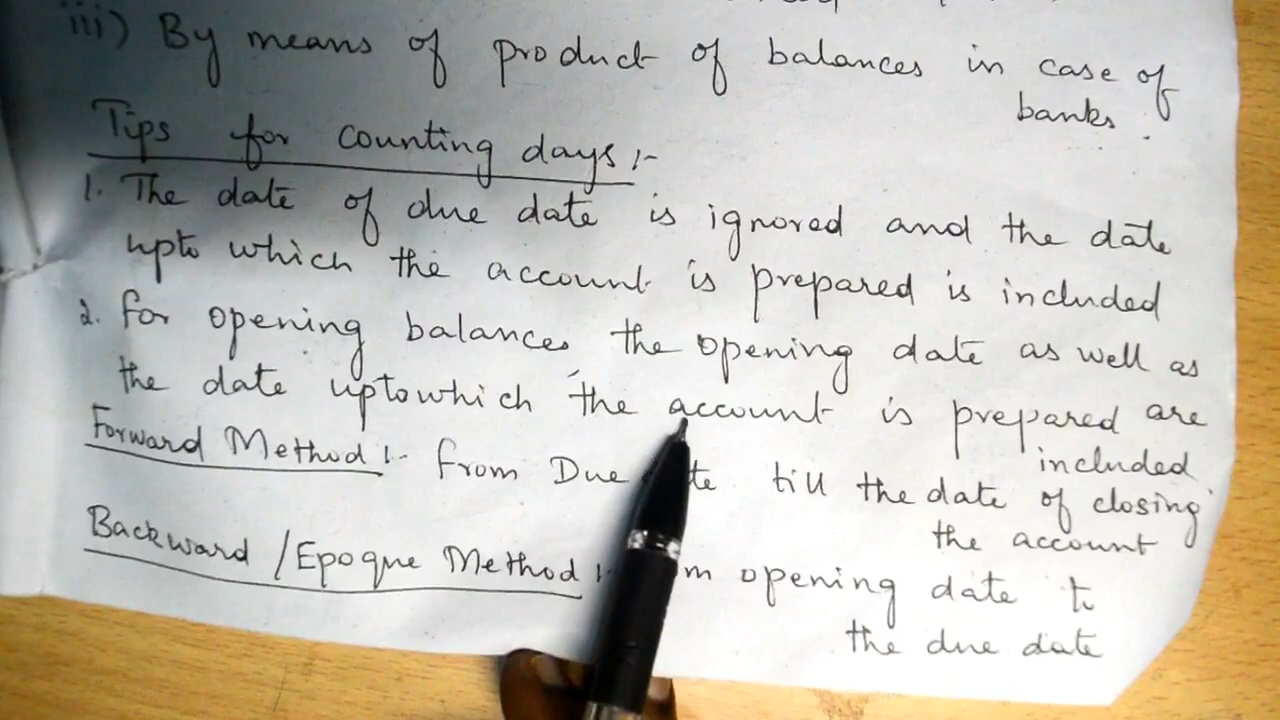 iii) By means of product of balances in case of
banks.
Tips for counting days :-
1. The date of due date is ignored and the date
upto which the account is prepared is included
2. For opening balances, the opening date as well as
the date upto which the account is prepared are
included
Forward Method :- From Due te till the date of closing
the account
Backward / Epoque Method :- m opening date to
the due date